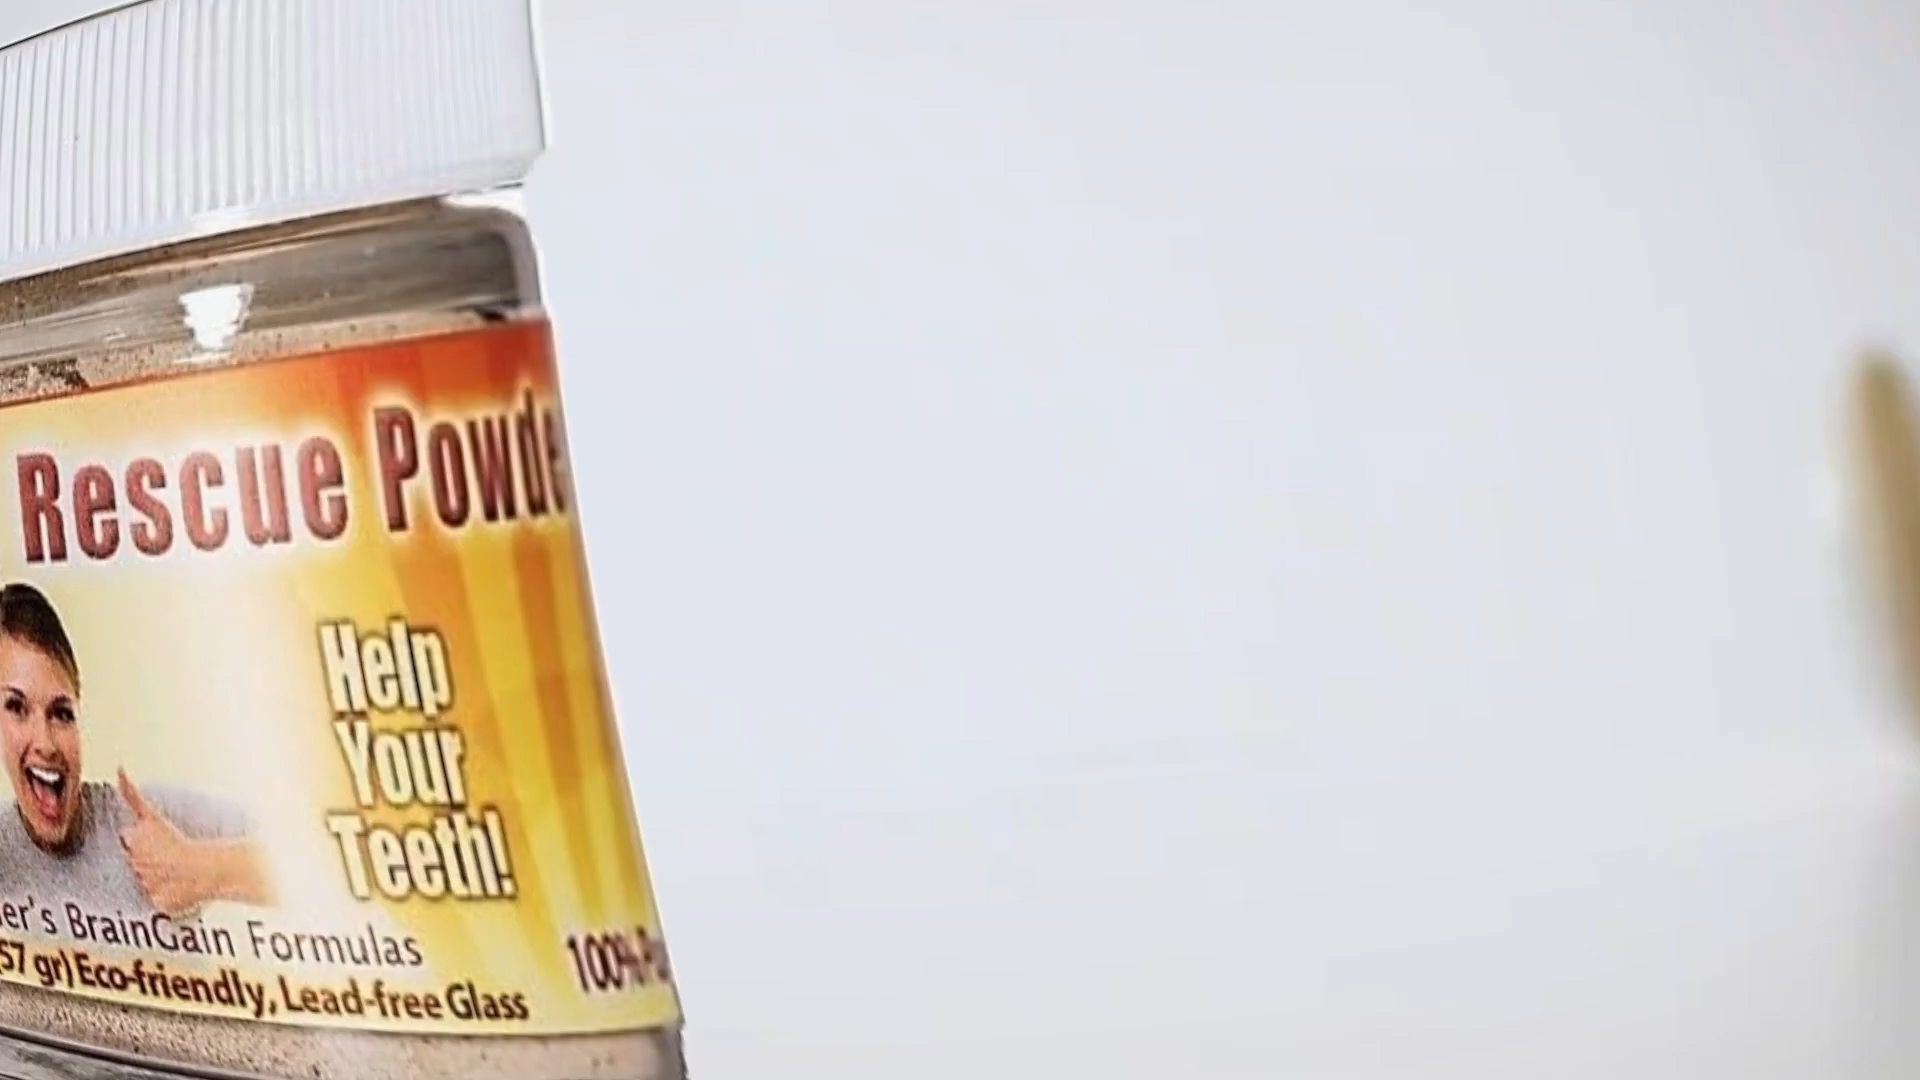 Rescue Powde
Help
Your
Teeth!
er's BrainGain Formulas
57 gr) Eco-friendly, Lead-free Glass
100%